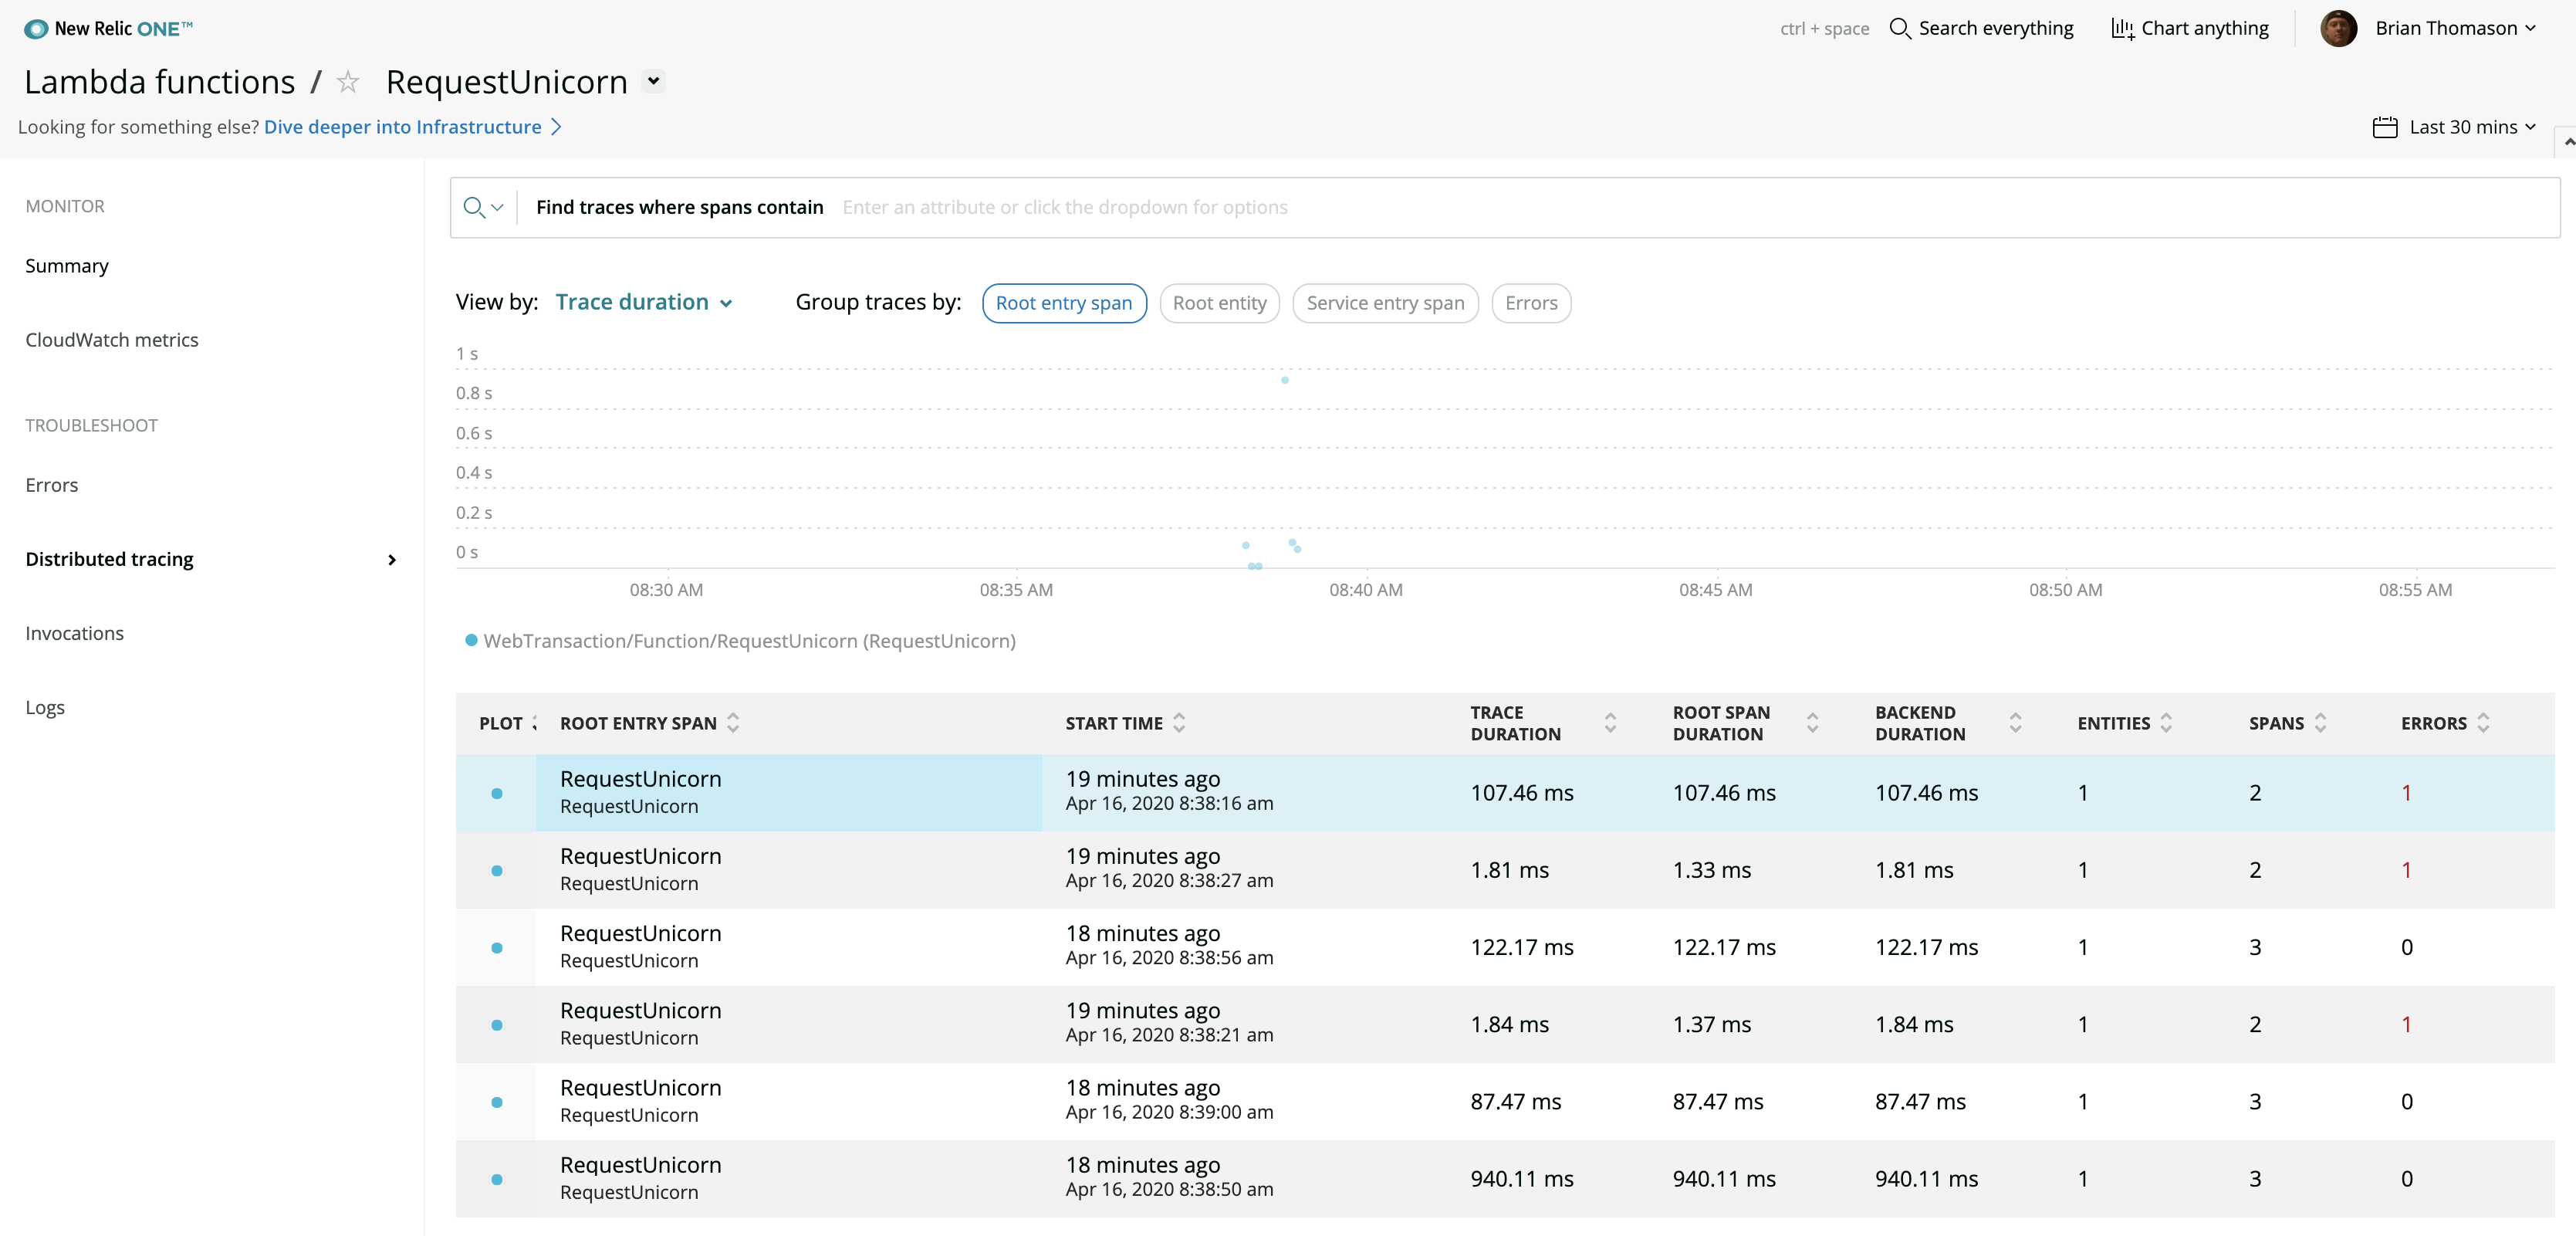 New Relic ONE™
ctrl + space Search everything Chart anything Brian Thomason
Lambda functions / RequestUnicorn
Looking for something else? Dive deeper into Infrastructure
Last 30 mins
MONITOR
Summary
CloudWatch metrics
TROUBLESHOOT
Errors
Distributed tracing
Invocations
Logs
Find traces where spans contain Enter an attribute or click the dropdown for options
View by: Trace duration Group traces by: Root entry span Root entity Service entry span Errors
1 s
0.8 s
0.6 s
0.4 s
0.2 s
0 s
08:30 AM 08:35 AM 08:40 AM 08:45 AM 08:50 AM 08:55 AM
WebTransaction/Function/RequestUnicorn (RequestUnicorn)
PLOT ROOT ENTRY SPAN START TIME TRACE DURATION ROOT SPAN DURATION BACKEND DURATION ENTITIES SPANS ERRORS
RequestUnicorn 19 minutes ago
RequestUnicorn Apr 16, 2020 8:38:16 am
107.46 ms 107.46 ms 107.46 ms 1 2 1
RequestUnicorn 19 minutes ago
RequestUnicorn Apr 16, 2020 8:38:27 am
1.81 ms 1.33 ms 1.81 ms 1 2 1
RequestUnicorn 18 minutes ago
RequestUnicorn Apr 16, 2020 8:38:56 am
122.17 ms 122.17 ms 122.17 ms 1 3 0
RequestUnicorn 19 minutes ago
RequestUnicorn Apr 16, 2020 8:38:21 am
1.84 ms 1.37 ms 1.84 ms 1 2 1
RequestUnicorn 18 minutes ago
RequestUnicorn Apr 16, 2020 8:39:00 am
87.47 ms 87.47 ms 87.47 ms 1 3 0
RequestUnicorn 18 minutes ago
RequestUnicorn Apr 16, 2020 8:38:50 am
940.11 ms 940.11 ms 940.11 ms 1 3 0